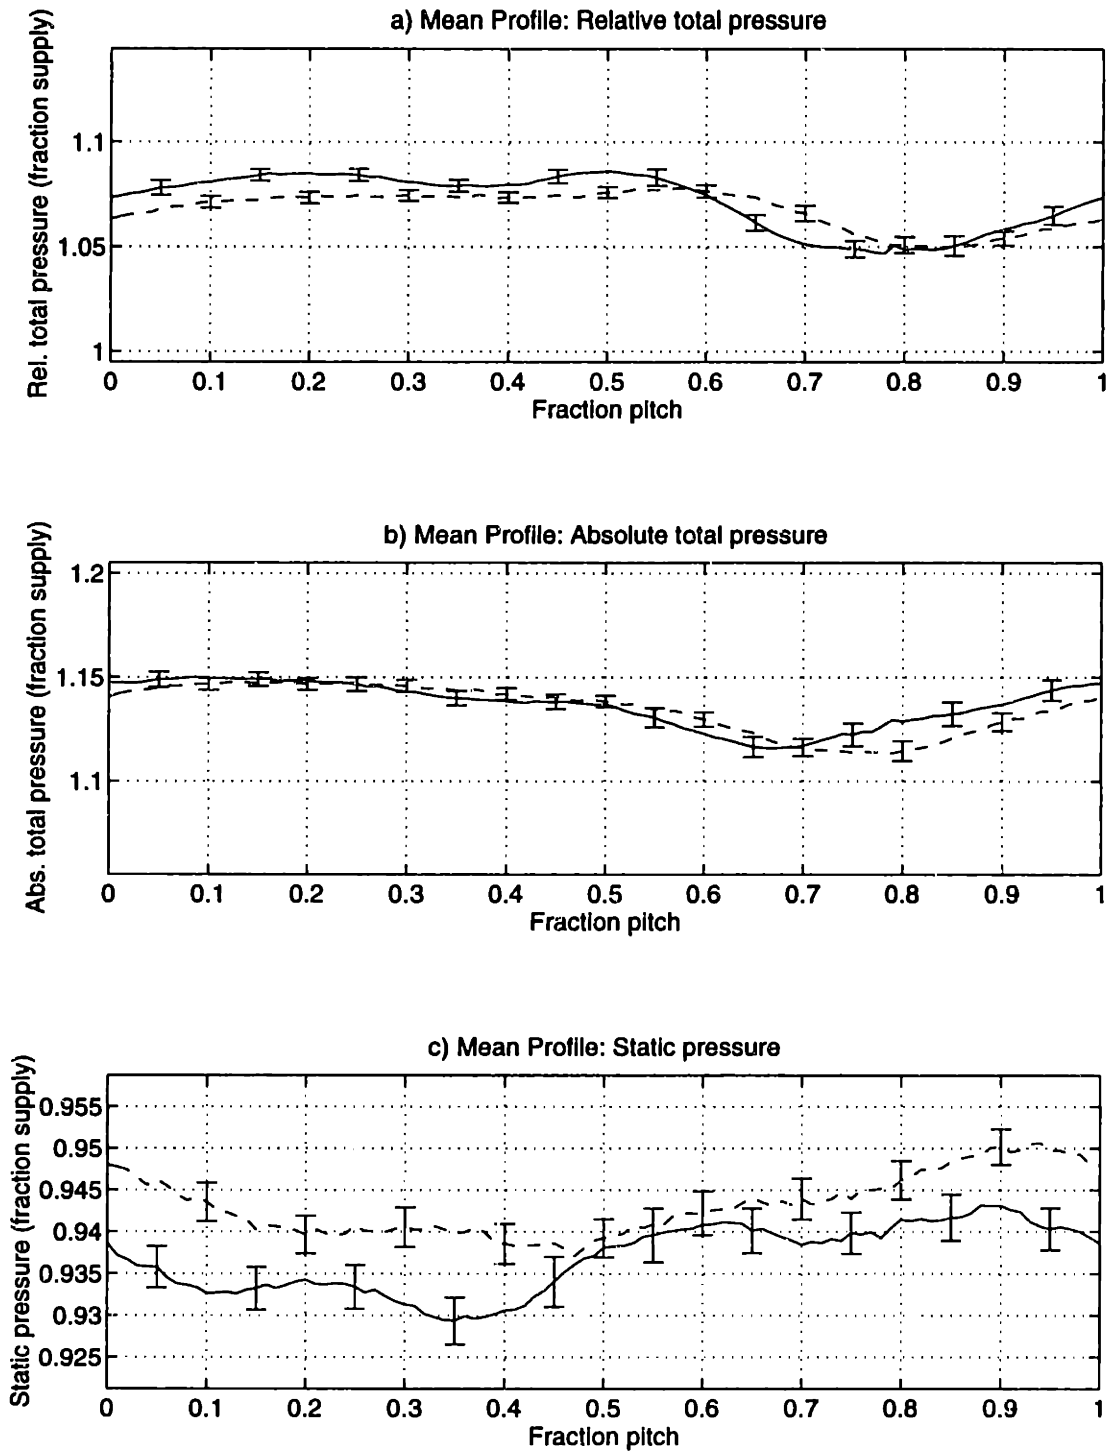 a) Mean Profile: Relative total pressure
Rel. total pressure (fraction supply)
1.1
1.05
1
0 0.1 0.2 0.3 0.4 0.5 0.6 0.7 0.8 0.9 1
Fraction pitch
b) Mean Profile: Absolute total pressure
Abs. total pressure (fraction supply)
1.2
1.15
1.1
0 0.1 0.2 0.3 0.4 0.5 0.6 0.7 0.8 0.9 1
Fraction pitch
c) Mean Profile: Static pressure
Static pressure (fraction supply)
0.955
0.95
0.945
0.94
0.935
0.93
0.925
0 0.1 0.2 0.3 0.4 0.5 0.6 0.7 0.8 0.9 1
Fraction pitch